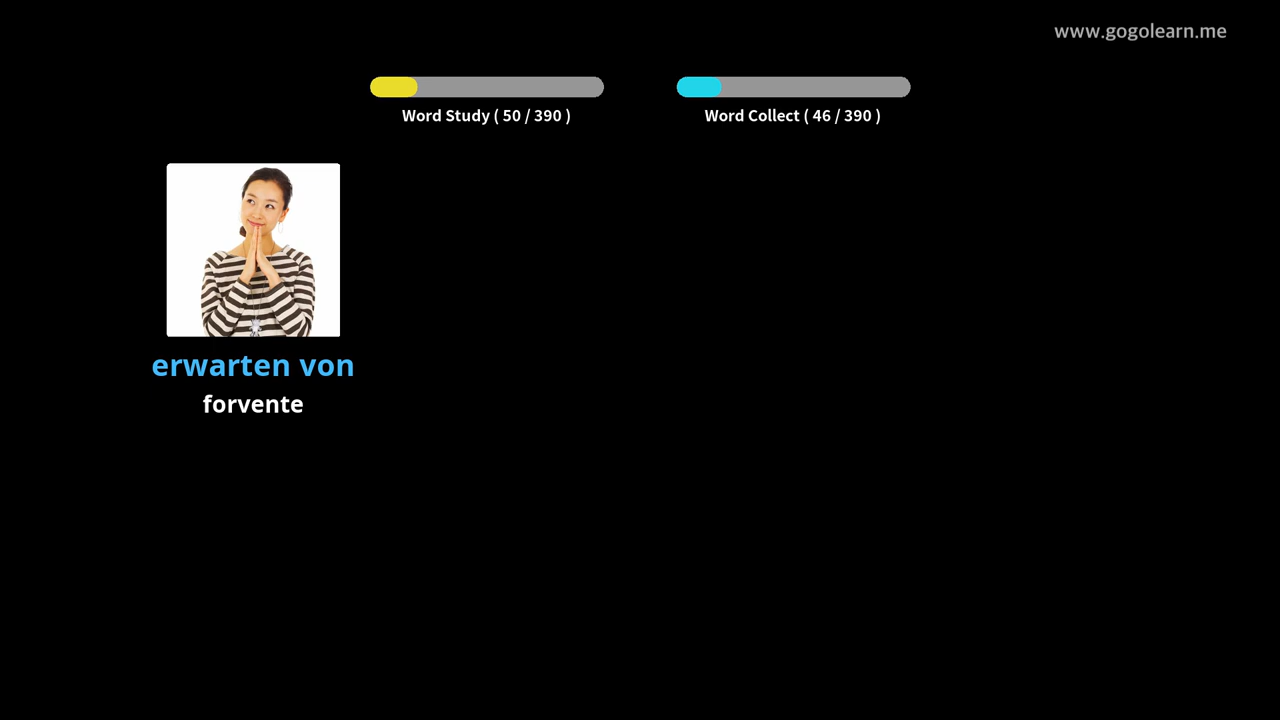 www.gogolearn.me
Word Study ( 50 / 390 )
Word Collect ( 46 / 390 )
erwarten von
forvente